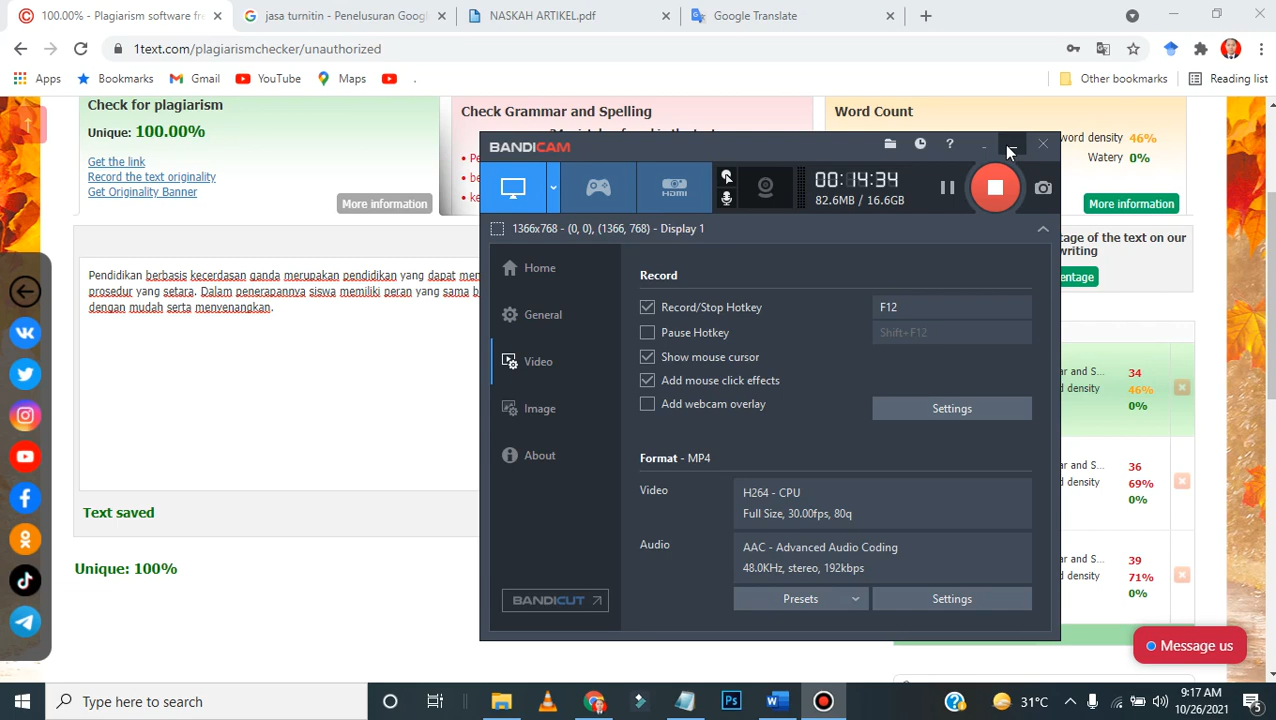 100.00% - Plagiarism software fr
jasa turnitin - Penelusuran Googl
NASKAH ARTIKEL.pdf
Google Translate
1text.com/plagiarismchecker/unauthorized
Apps
Bookmarks
Gmail
YouTube
Maps
.
Other bookmarks
Reading list
Check for plagiarism
Unique: 100.00%
Get the link
Record the text originality
Get Originality Banner
More information
Check Grammar and Spelling
Word Count
word density 46%
Watery 0%
More information
BANDICAM
HDMI
00:14:34
82.6MB / 16.6GB
1366x768 - (0, 0), (1366, 768) - Display 1
Home
General
Video
Image
About
BANDICUT
Record
Record/Stop Hotkey
F12
Pause Hotkey
Shift+F12
Show mouse cursor
Add mouse click effects
Add webcam overlay
Settings
Format - MP4
Video
H264 - CPU
Full Size, 30.00fps, 80q
Audio
AAC - Advanced Audio Coding
48.0KHz, stereo, 192kbps
Presets
Settings
Pendidikan berbasis kecerdasan ganda merupakan pendidikan yang dapat
prosedur yang setara. Dalam penerapannya siswa memiliki peran yang sama
dengan mudah serta menyenangkan.
Text saved
Unique: 100%
of the text on our
34
46%
0%
36
69%
0%
39
71%
0%
Message us
Type here to search
31°C
9:17 AM
10/26/2021
5